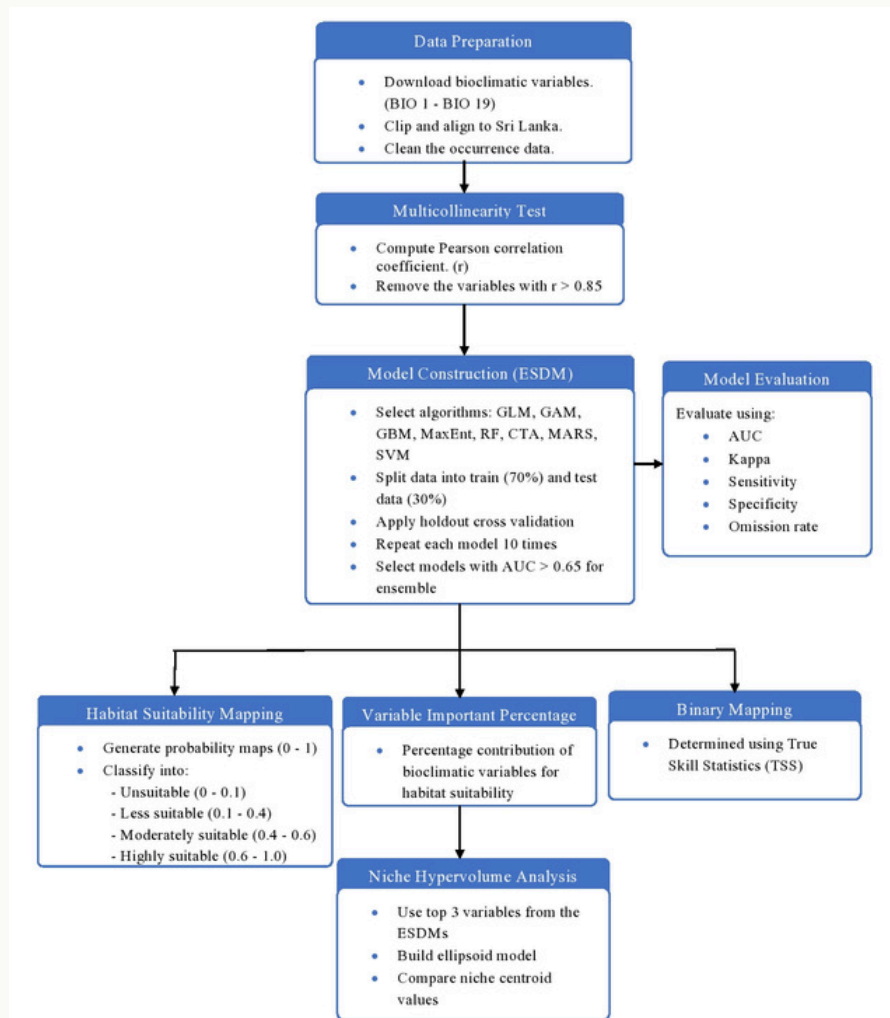 Data Preparation
• Download bioclimatic variables.
(BIO 1 - BIO 19)
• Clip and align to Sri Lanka.
• Clean the occurrence data.
Multicollinearity Test
• Compute Pearson correlation
coefficient. (r)
• Remove the variables with r > 0.85
Model Construction (ESDM)
• Select algorithms: GLM, GAM,
GBM, MaxEnt, RF, CTA, MARS,
SVM
• Split data into train (70%) and test
data (30%)
• Apply holdout cross validation
• Repeat each model 10 times
• Select models with AUC > 0.65 for
ensemble
Model Evaluation
Evaluate using:
• AUC
• Kappa
• Sensitivity
• Specificity
• Omission rate
Habitat Suitability Mapping
• Generate probability maps (0 - 1)
• Classify into:
- Unsuitable (0 - 0.1)
- Less suitable (0.1 - 0.4)
- Moderately suitable (0.4 - 0.6)
- Highly suitable (0.6 - 1.0)
Variable Important Percentage
• Percentage contribution of
bioclimatic variables for
habitat suitability
Binary Mapping
• Determined using True
Skill Statistics (TSS)
Niche Hypervolume Analysis
• Use top 3 variables from the
ESDMs
• Build ellipsoid model
• Compare niche centroid
values